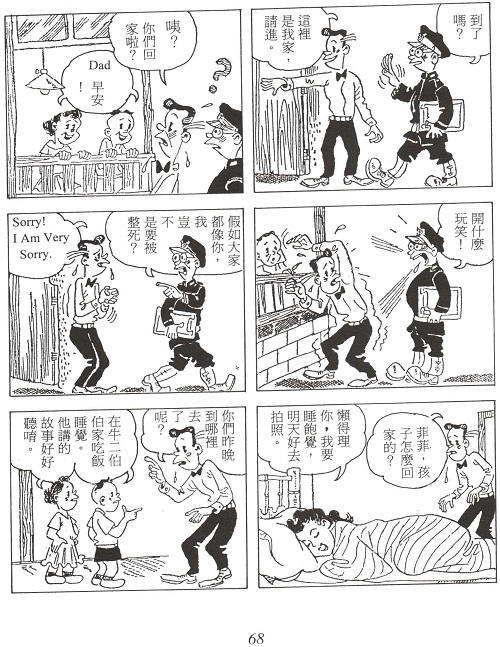 到了
嗎？
這裡
是我家，
請進。
咦？
你們回
家啦？
?
Dad
早安
！
開什麼
玩笑！
假如大家
都像你，
我豈不
是要被
整死？
Sorry!
I Am Very
Sorry.
菲菲，孩
子怎麼回
家的？
懶得理
你，我要
睡飽覺，
明天好去
拍照。
你們昨晚
到哪裡
去了
呢？
在牛二伯
伯家吃飯
睡覺。
他講的
故事好好
聽唷。
68